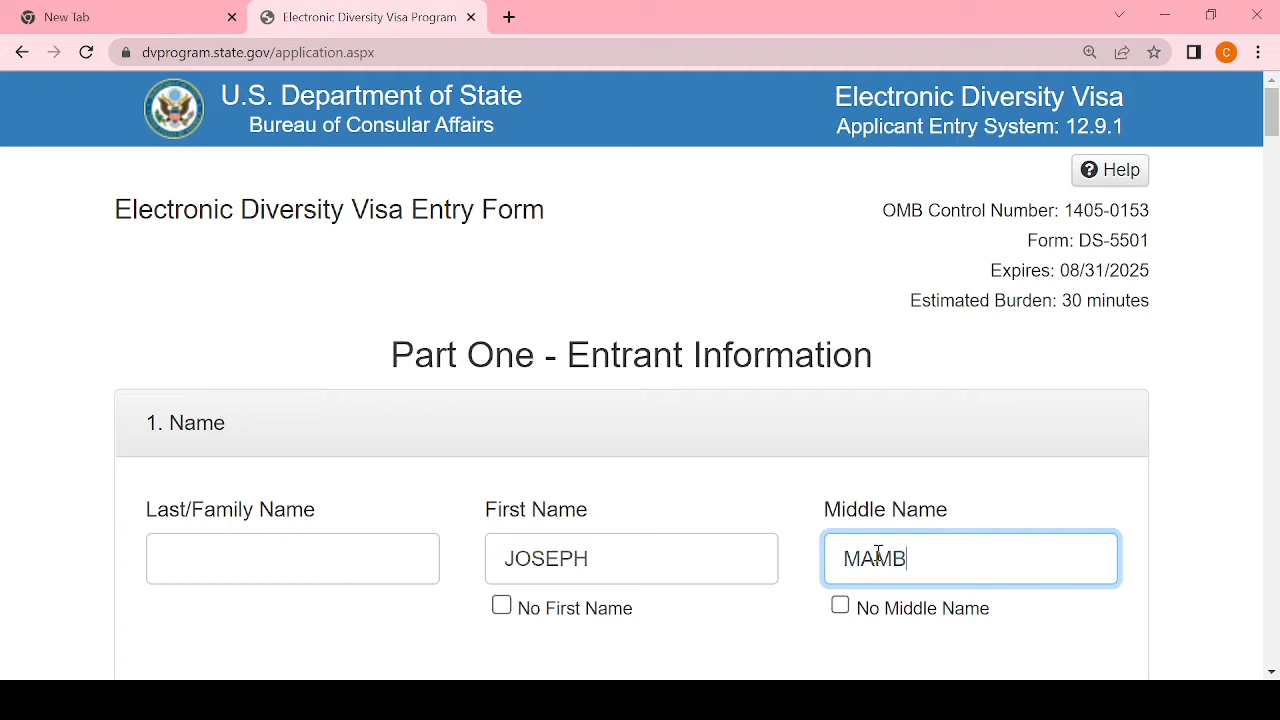 New Tab
Electronic Diversity Visa Program
dvprogram.state.gov/application.aspx
C
U.S. Department of State
Bureau of Consular Affairs
Electronic Diversity Visa
Applicant Entry System: 12.9.1
Help
Electronic Diversity Visa Entry Form
OMB Control Number: 1405-0153
Form: DS-5501
Expires: 08/31/2025
Estimated Burden: 30 minutes
Part One - Entrant Information
1. Name
Last/Family Name
First Name
Middle Name
JOSEPH
MAMB
No First Name
No Middle Name